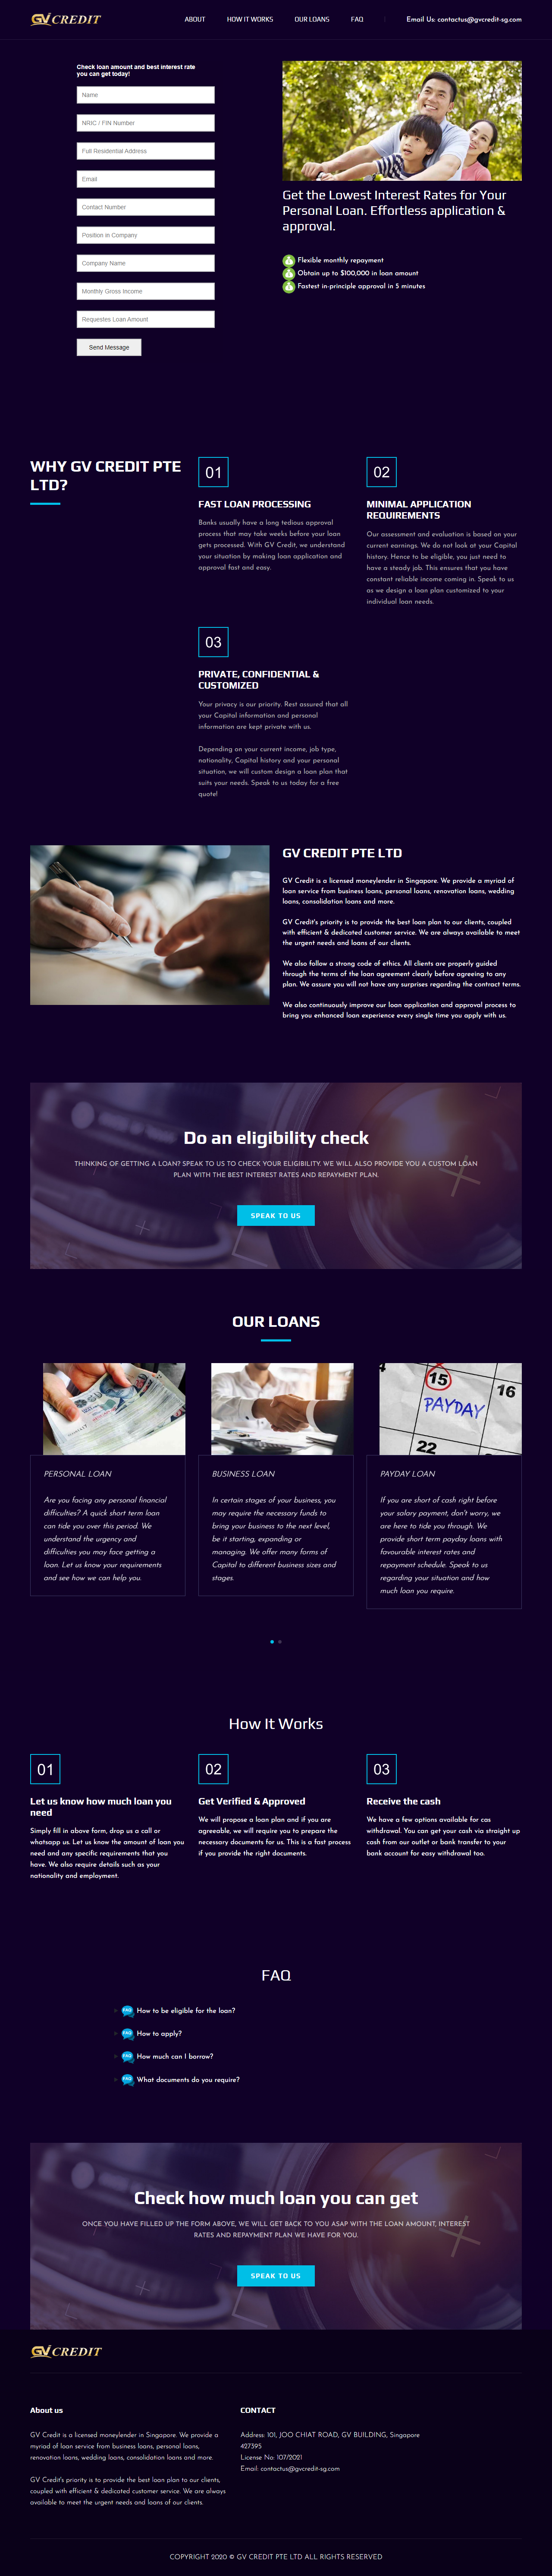 GV CREDIT
ABOUT
HOW IT WORKS
OUR LOANS
FAQ
Email Us: contactus@gvcredit-sg.com
Check loan amount and best interest rate
you can get today!
Name
NRIC / FIN Number
Full Residential Address
Email
Contact Number
Position in Company
Company Name
Monthly Gross Income
Requestes Loan Amount
Send Message
Get the Lowest Interest Rates for Your
Personal Loan. Effortless application &
approval.
Flexible monthly repayment
Obtain up to $100,000 in loan amount
Fastest in-principle approval in 5 minutes
WHY GV CREDIT PTE
LTD?
01
FAST LOAN PROCESSING
Banks usually have a long tedious approval
process that may take weeks before your loan
gets processed. With GV Credit, we understand
your situation by making loan application and
approval fast and easy.
02
MINIMAL APPLICATION
REQUIREMENTS
Our assessment and evaluation is based on your
current earnings. We do not look at your Capital
history. Hence to be eligible, you just need to
have a steady job. This ensures that you have
constant reliable income coming in. Speak to us
as we design a loan plan customized to your
individual loan needs.
03
PRIVATE, CONFIDENTIAL &
CUSTOMIZED
Your privacy is our priority. Rest assured that all
your Capital information and personal
information are kept private with us.
Depending on your current income, job type,
nationality, Capital history and your personal
situation, we will custom design a loan plan that
suits your needs. Speak to us today for a free
quote!
GV CREDIT PTE LTD
GV Credit is a licensed moneylender in Singapore. We provide a myriad of
loan service from business loans, personal loans, renovation loans, wedding
loans, consolidation loans and more.
GV Credit's priority is to provide the best loan plan to our clients, coupled
with efficient & dedicated customer service. We are always available to meet
the urgent needs and loans of our clients.
We also follow a strong code of ethics. All clients are properly guided
through the terms of the loan agreement clearly before agreeing to any
plan. We assure you will not have any surprises regarding the contract terms.
We also continuously improve our loan application and approval process to
bring you enhanced loan experience every single time you apply with us.
Do an eligibility check
THINKING OF GETTING A LOAN? SPEAK TO US TO CHECK YOUR ELIGIBILITY. WE WILL ALSO PROVIDE YOU A CUSTOM LOAN
PLAN WITH THE BEST INTEREST RATES AND REPAYMENT PLAN.
SPEAK TO US
OUR LOANS
15
16
PAYDAY
22
PERSONAL LOAN
Are you facing any personal financial
difficulties? A quick short term loan
can tide you over this period. We
understand the urgency and
difficulties you may face getting a
loan. Let us know your requirements
and see how we can help you.
BUSINESS LOAN
In certain stages of your business, you
may require the necessary funds to
bring your business to the next level,
be it starting, expanding or
managing. We offer many forms of
Capital to different business sizes and
stages.
PAYDAY LOAN
If you are short of cash right before
your salary payment, don't worry, we
are here to tide you through. We
provide short term payday loans with
favourable interest rates and
repayment schedule. Speak to us
regarding your situation and how
much loan you require.
How It Works
01
Let us know how much loan you
need
Simply fill in above form, drop us a call or
whatsapp us. Let us know the amount of loan you
need and any specific requirements that you
have. We also require details such as your
nationality and employment.
02
Get Verified & Approved
We will propose a loan plan and if you are
agreeable, we will require you to prepare the
necessary documents for us. This is a fast process
if you provide the right documents.
03
Receive the cash
We have a few options available for cas
withdrawal. You can get your cash via straight up
cash from our outlet or bank transfer to your
bank account for easy withdrawal too.
FAQ
FAQ How to be eligible for the loan?
FAQ How to apply?
FAQ How much can I borrow?
FAQ What documents do you require?
Check how much loan you can get
ONCE YOU HAVE FILLED UP THE FORM ABOVE, WE WILL GET BACK TO YOU ASAP WITH THE LOAN AMOUNT, INTEREST
RATES AND REPAYMENT PLAN WE HAVE FOR YOU.
SPEAK TO US
GV CREDIT
About us
GV Credit is a licensed moneylender in Singapore. We provide a
myriad of loan service from business loans, personal loans,
renovation loans, wedding loans, consolidation loans and more.
GV Credit's priority is to provide the best loan plan to our clients,
coupled with efficient & dedicated customer service. We are always
available to meet the urgent needs and loans of our clients.
CONTACT
Address: 101, JOO CHIAT ROAD, GV BUILDING, Singapore
427395
License No: 107/2021
Email: contactus@gvcredit-sg.com
COPYRIGHT 2020 © GV CREDIT PTE LTD ALL RIGHTS RESERVED